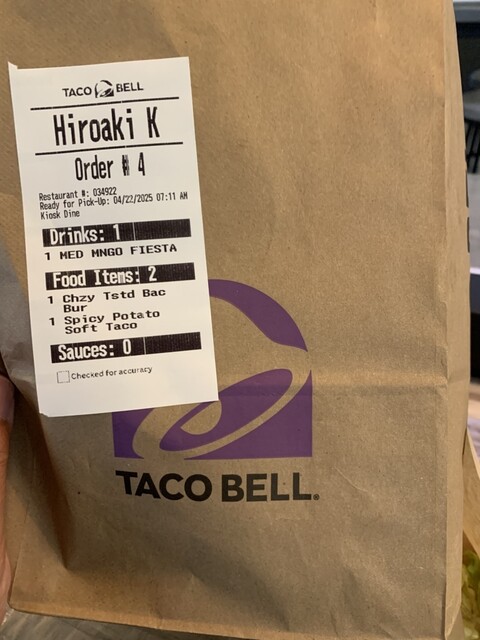 TACO BELL
Hiroaki K
Order # 4
Restaurant #: 034922
Ready for Pick-Up: 04/22/2025 07:11 AM
Kiosk Dine
Drinks: 1
1 MED MNGO FIESTA
Food Items: 2
1 Chzy Tstd Bac
Bur
1 Spicy Potato
Soft Taco
Sauces: 0
Checked for accuracy
TACO BELL®